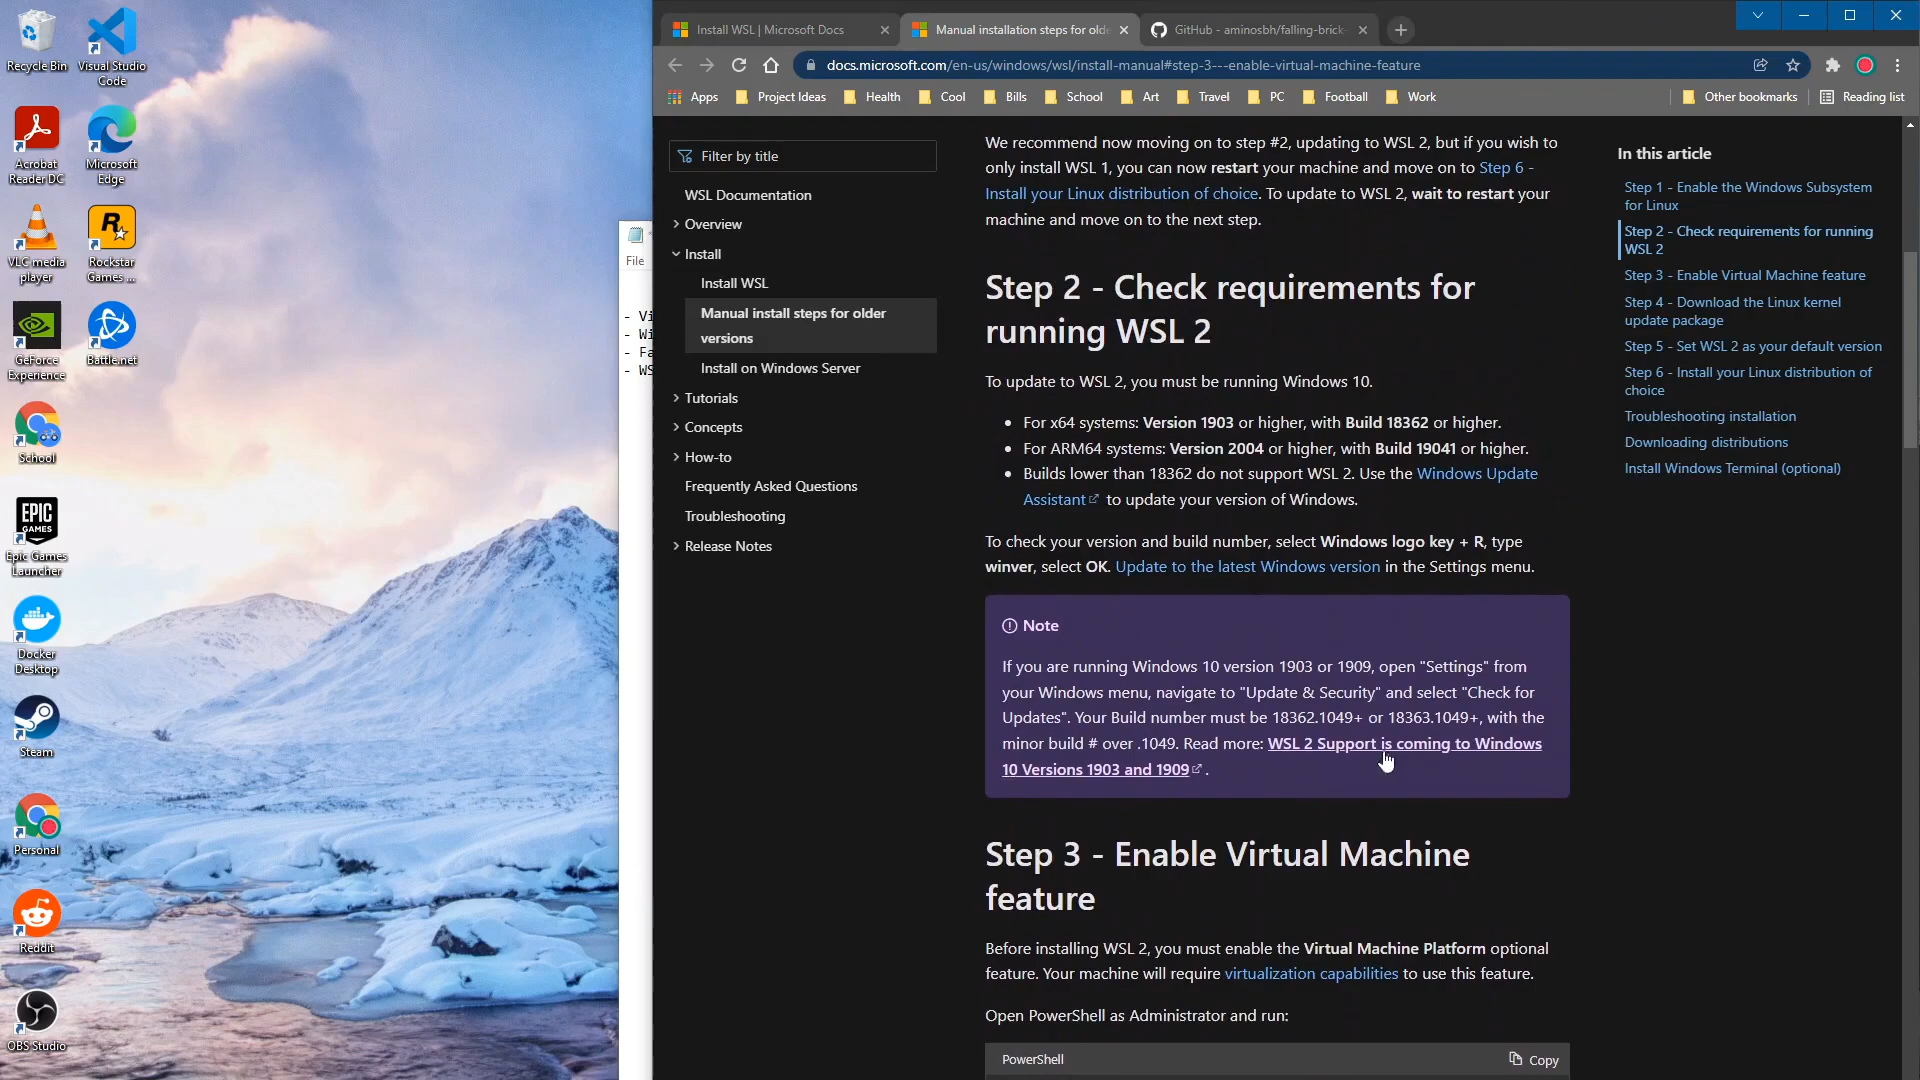 Recycle Bin
Visual Studio
Code
Acrobat
Reader DC
Microsoft
Edge
VLC media
player
Rockstar
Games ...
GeForce
Experience
Battle.net
School
EPIC
GAMES
Epic Games
Launcher
Docker
Desktop
Steam
Personal
Reddit
OBS Studio
File
- Vi
- Wi
- Fa
- WS
Install WSL | Microsoft Docs
Manual installation steps for olde
GitHub - aminosbh/falling-brick-
docs.microsoft.com/en-us/windows/wsl/install-manual#step-3---enable-virtual-machine-feature
Apps
Project Ideas
Health
Cool
Bills
School
Art
Travel
PC
Football
Work
Other bookmarks
Reading list
Filter by title
WSL Documentation
Overview
Install
Install WSL
Manual install steps for older
versions
Install on Windows Server
Tutorials
Concepts
How-to
Frequently Asked Questions
Troubleshooting
Release Notes
We recommend now moving on to step #2, updating to WSL 2, but if you wish to
only install WSL 1, you can now restart your machine and move on to Step 6 -
Install your Linux distribution of choice. To update to WSL 2, wait to restart your
machine and move on to the next step.
Step 2 - Check requirements for
running WSL 2
To update to WSL 2, you must be running Windows 10.
• For x64 systems: Version 1903 or higher, with Build 18362 or higher.
• For ARM64 systems: Version 2004 or higher, with Build 19041 or higher.
• Builds lower than 18362 do not support WSL 2. Use the Windows Update
Assistant to update your version of Windows.
To check your version and build number, select Windows logo key + R, type
winver, select OK. Update to the latest Windows version in the Settings menu.
Note
If you are running Windows 10 version 1903 or 1909, open "Settings" from
your Windows menu, navigate to "Update & Security" and select "Check for
Updates". Your Build number must be 18362.1049+ or 18363.1049+, with the
minor build # over .1049. Read more: WSL 2 Support is coming to Windows
10 Versions 1903 and 1909 .
Step 3 - Enable Virtual Machine
feature
Before installing WSL 2, you must enable the Virtual Machine Platform optional
feature. Your machine will require virtualization capabilities to use this feature.
Open PowerShell as Administrator and run:
PowerShell
Copy
In this article
Step 1 - Enable the Windows Subsystem
for Linux
Step 2 - Check requirements for running
WSL 2
Step 3 - Enable Virtual Machine feature
Step 4 - Download the Linux kernel
update package
Step 5 - Set WSL 2 as your default version
Step 6 - Install your Linux distribution of
choice
Troubleshooting installation
Downloading distributions
Install Windows Terminal (optional)